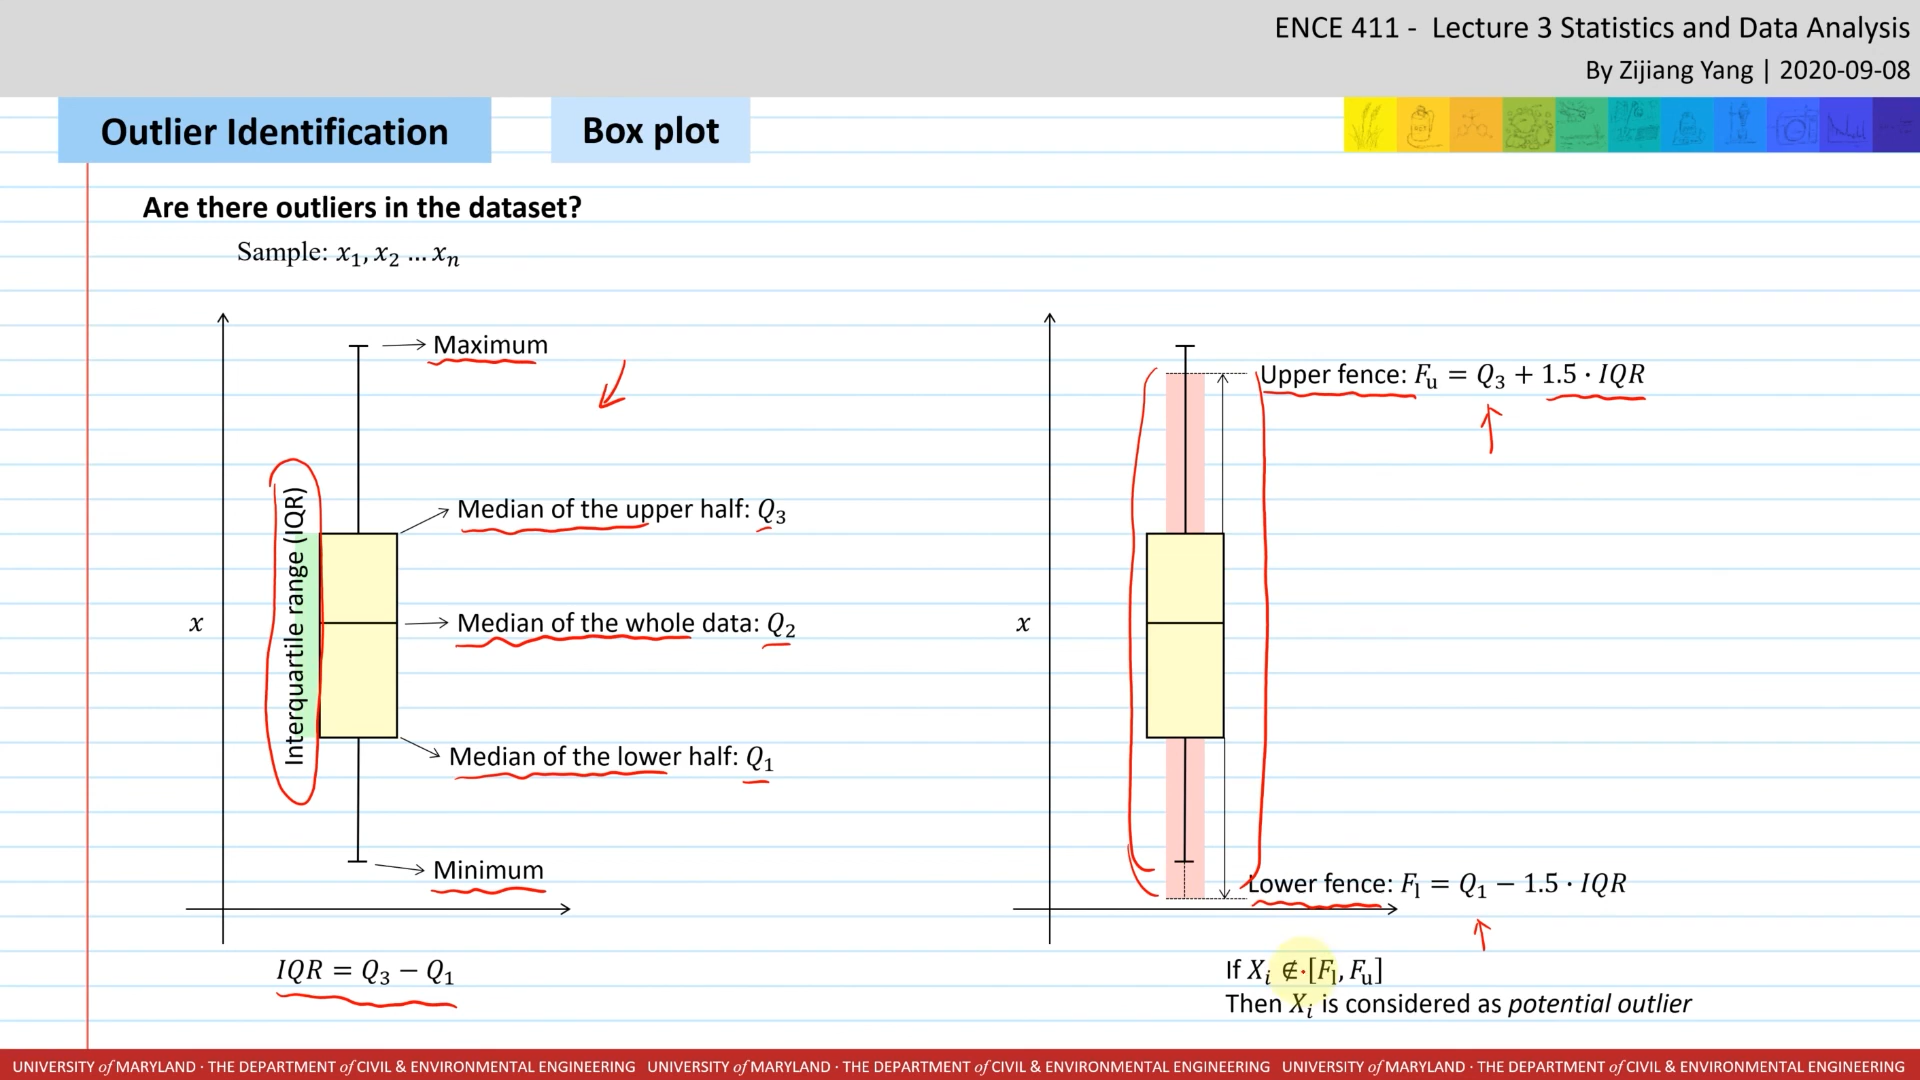 ENCE 411 - Lecture 3 Statistics and Data Analysis
By Zijiang Yang | 2020-09-08
Outlier Identification
Box plot
Are there outliers in the dataset?
Sample: x₁, x₂ … xₙ
Maximum
Median of the upper half: Q₃
Interquartile range (IQR)
x
Median of the whole data: Q₂
Median of the lower half: Q₁
Minimum
IQR = Q₃ − Q₁
Upper fence: Fᵤ = Q₃ + 1.5 · IQR
x
Lower fence: Fₗ = Q₁ − 1.5 · IQR
If Xᵢ ∉ [Fₗ, Fᵤ]
Then Xᵢ is considered as potential outlier
UNIVERSITY of MARYLAND · THE DEPARTMENT of CIVIL & ENVIRONMENTAL ENGINEERING UNIVERSITY of MARYLAND · THE DEPARTMENT of CIVIL & ENVIRONMENTAL ENGINEERING UNIVERSITY of MARYLAND · THE DEPARTMENT of CIVIL & ENVIRONMENTAL ENGINEERING